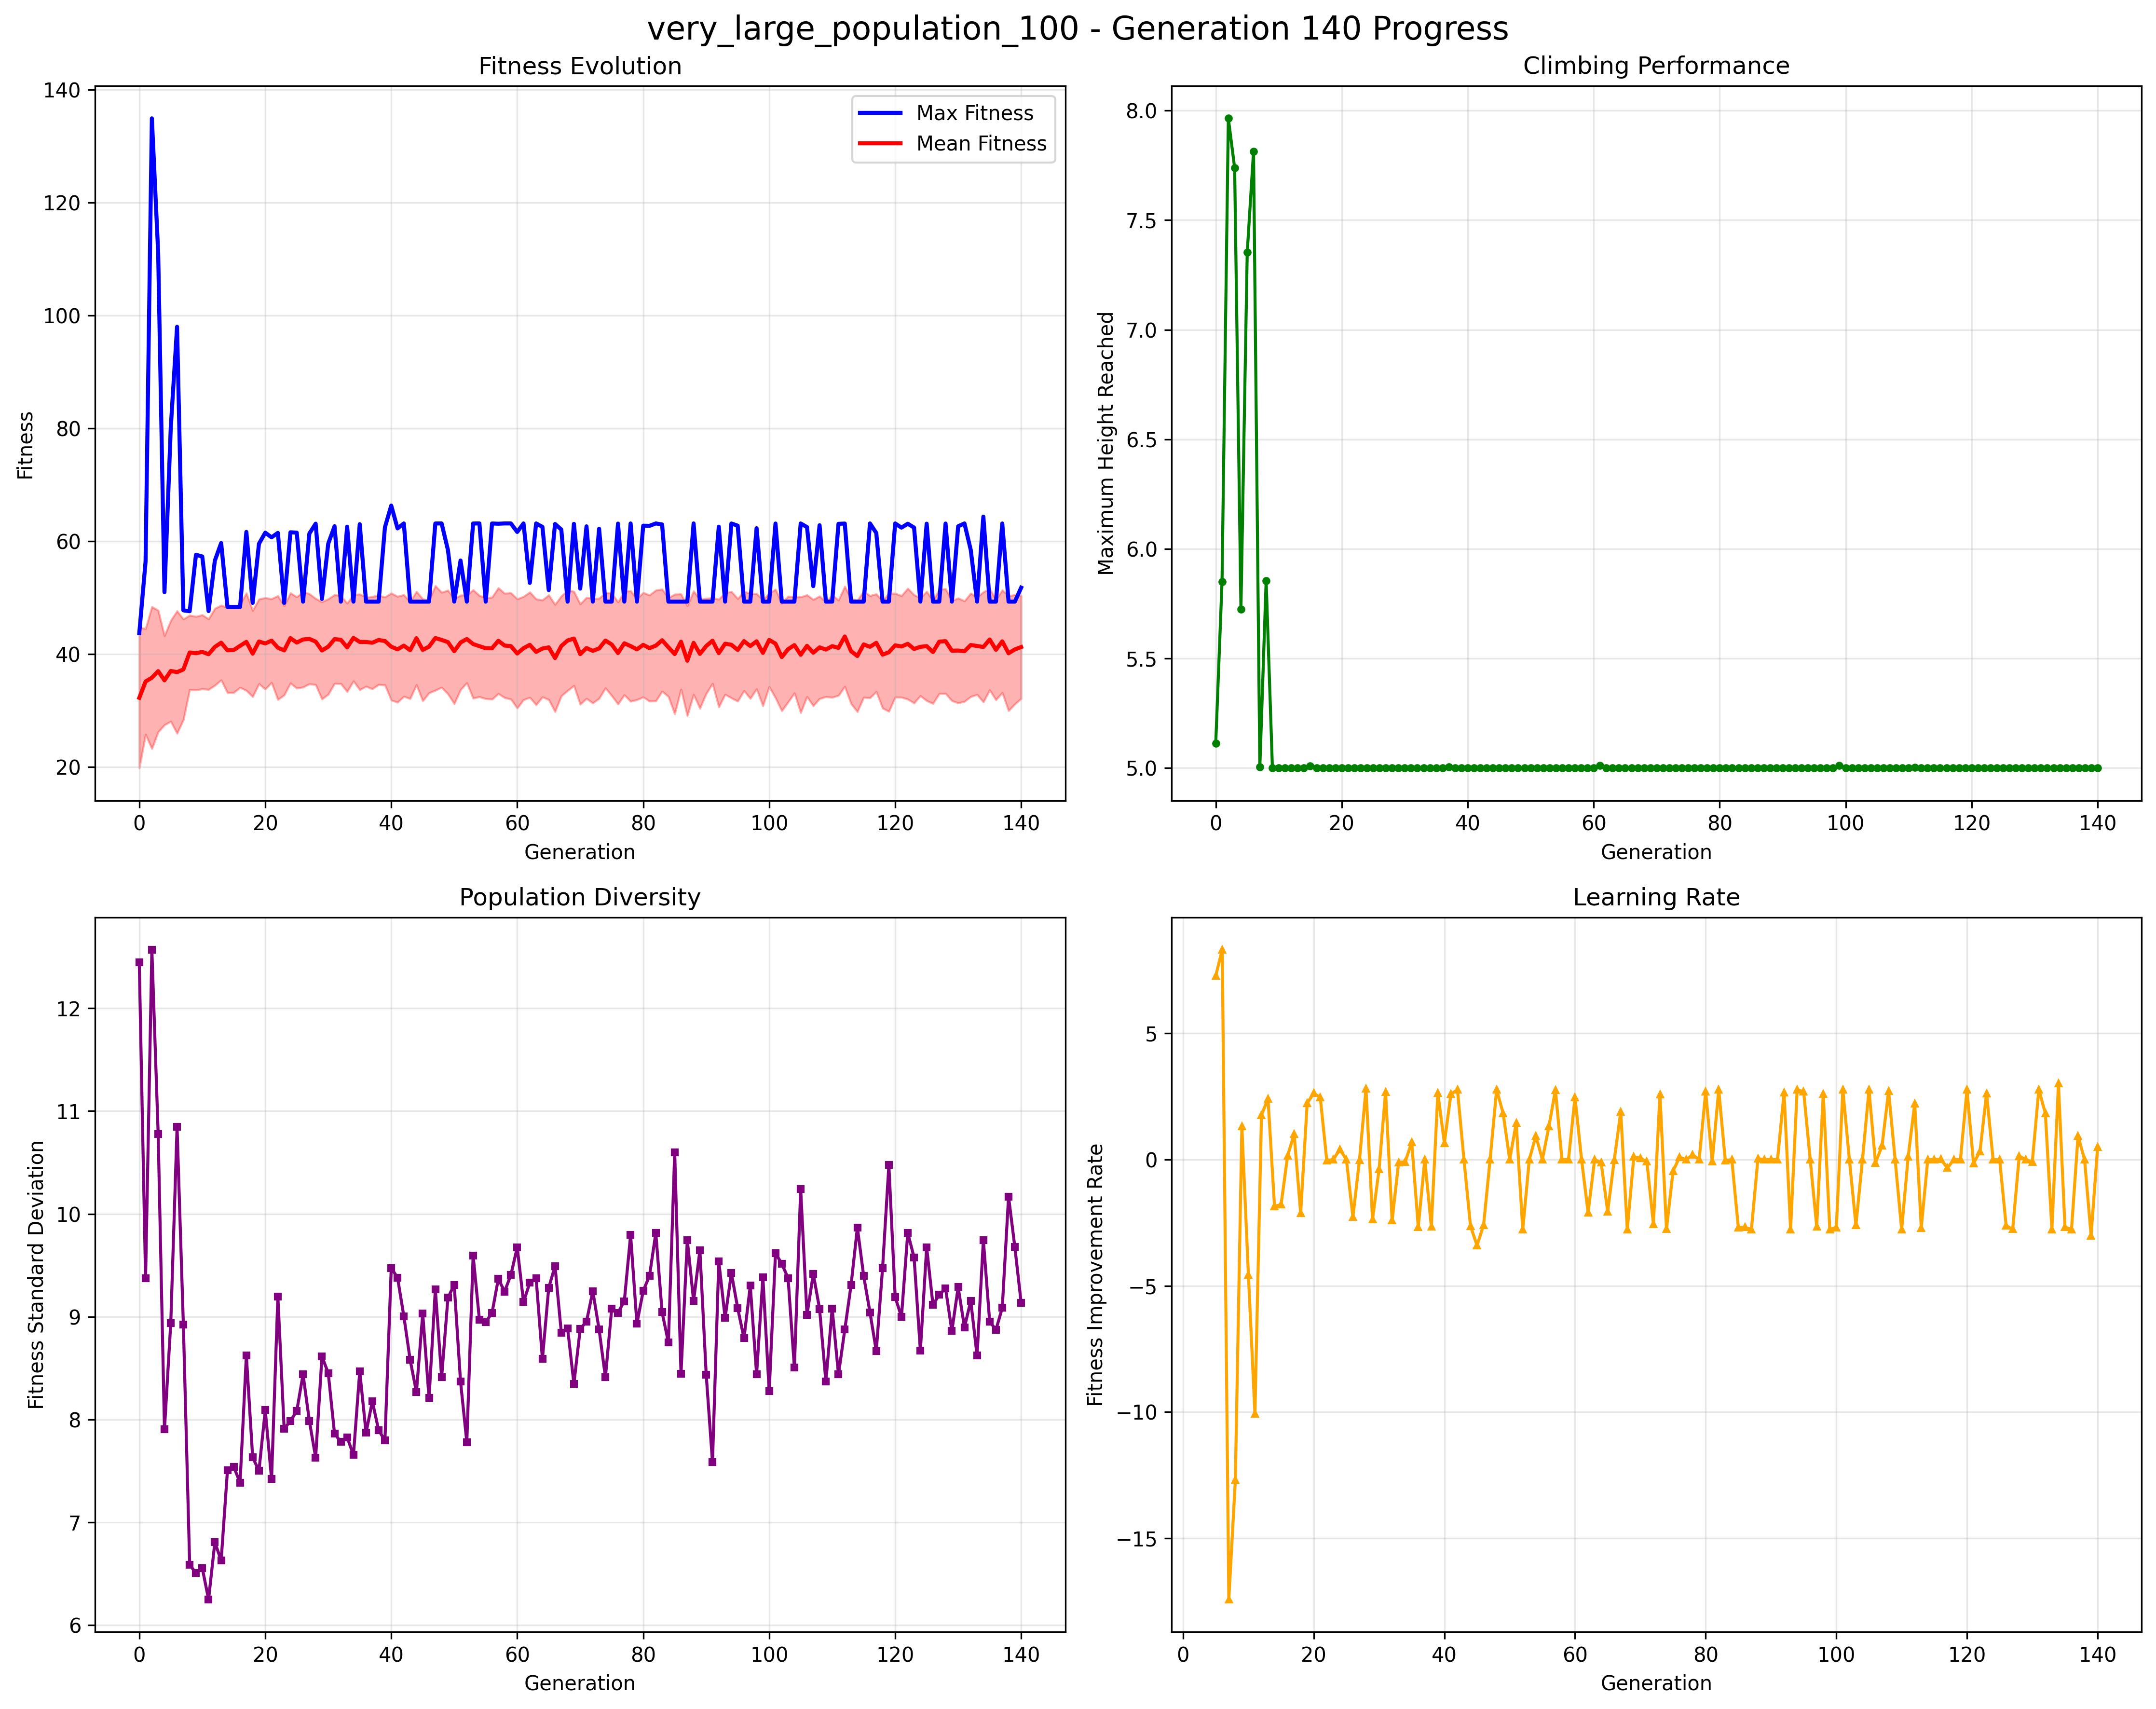 very_large_population_100 - Generation 140 Progress
Fitness Evolution
140
120
100
80
60
40
20
Fitness
Max Fitness
Mean Fitness
0 20 40 60 80 100 120 140
Generation
Climbing Performance
8.0
7.5
7.0
6.5
6.0
5.5
5.0
Maximum Height Reached
0 20 40 60 80 100 120 140
Generation
Population Diversity
12
11
10
9
8
7
6
Fitness Standard Deviation
0 20 40 60 80 100 120 140
Generation
Learning Rate
5
0
−5
−10
−15
Fitness Improvement Rate
0 20 40 60 80 100 120 140
Generation